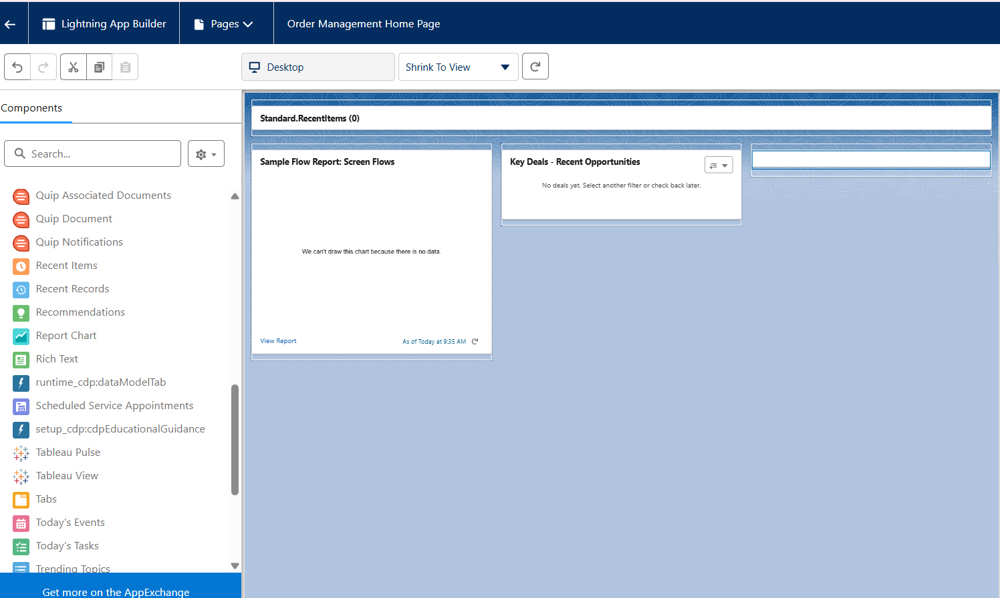 Lightning App Builder
Pages
Order Management Home Page
Desktop
Shrink To View
Components
Search...
Quip Associated Documents
Quip Document
Quip Notifications
Recent Items
Recent Records
Recommendations
Report Chart
Rich Text
runtime_cdp:dataModelTab
Scheduled Service Appointments
setup_cdp:cdpEducationalGuidance
Tableau Pulse
Tableau View
Tabs
Today's Events
Today's Tasks
Trending Topics
Get more on the AppExchange
Standard.RecentItems (0)
Sample Flow Report: Screen Flows
We can't draw this chart because there is no data.
View Report
As of Today at 9:35 AM
Key Deals - Recent Opportunities
No deals yet. Select another filter or check back later.